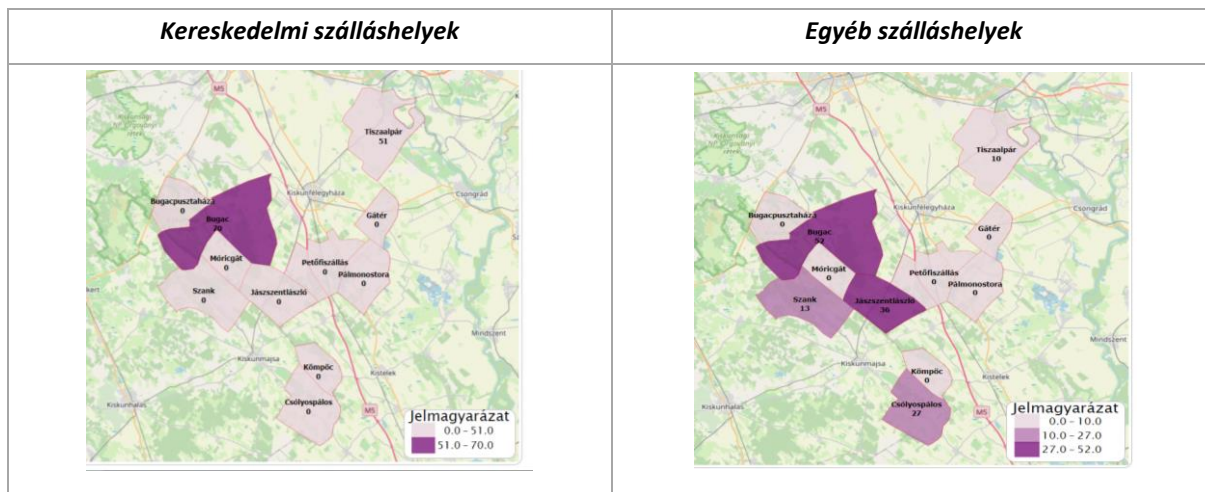 Kereskedelmi szálláshelyek
Egyéb szálláshelyek
M5
Tiszaalpár
51
Kiskunfélegyháza
Csongrád
Bugacpusztaháza
0
Bugac
70
Gátér
0
Móricgát
0
Petőfiszállás
0
Pálmonostora
0
Szank
0
Jászszentlászló
0
Mindszent
Kiskunmajsa
Kömpöc
0
Kistelek
Kiskunhalas
Csólyospálos
0
M5
Jelmagyarázat
0.0 – 51.0
51.0 – 70.0
M5
Tiszaalpár
10
Kiskunfélegyháza
Csongrád
Bugacpusztaháza
0
Bugac
52
Gátér
0
Móricgát
0
Petőfiszállás
0
Pálmonostora
0
Szank
13
Jászszentlászló
36
Mindszent
Kiskunmajsa
Kömpöc
0
Kistelek
Kiskunhalas
Csólyospálos
27
M5
Jelmagyarázat
0.0 – 10.0
10.0 – 27.0
27.0 – 52.0